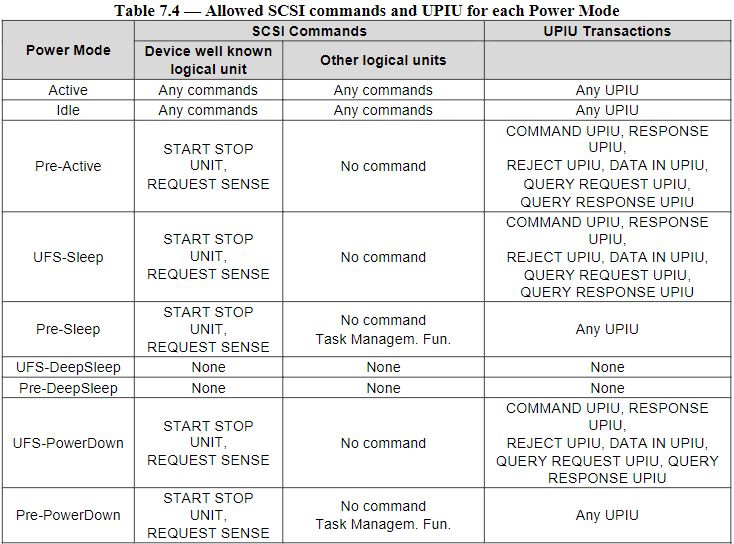 Table 7.4 — Allowed SCSI commands and UPIU for each Power Mode
Power Mode
SCSI Commands
UPIU Transactions
Device well known
logical unit
Other logical units
Active
Any commands
Any commands
Any UPIU
Idle
Any commands
Any commands
Any UPIU
Pre-Active
START STOP
UNIT,
REQUEST SENSE
No command
COMMAND UPIU, RESPONSE
UPIU,
REJECT UPIU, DATA IN UPIU,
QUERY REQUEST UPIU,
QUERY RESPONSE UPIU
UFS-Sleep
START STOP
UNIT,
REQUEST SENSE
No command
COMMAND UPIU, RESPONSE
UPIU,
REJECT UPIU, DATA IN UPIU,
QUERY REQUEST UPIU,
QUERY RESPONSE UPIU
Pre-Sleep
START STOP
UNIT,
REQUEST SENSE
No command
Task Managem. Fun.
Any UPIU
UFS-DeepSleep
None
None
None
Pre-DeepSleep
None
None
None
UFS-PowerDown
START STOP
UNIT,
REQUEST SENSE
No command
COMMAND UPIU, RESPONSE
UPIU,
REJECT UPIU, DATA IN UPIU,
QUERY REQUEST UPIU, QUERY
RESPONSE UPIU
Pre-PowerDown
START STOP
UNIT,
REQUEST SENSE
No command
Task Managem. Fun.
Any UPIU